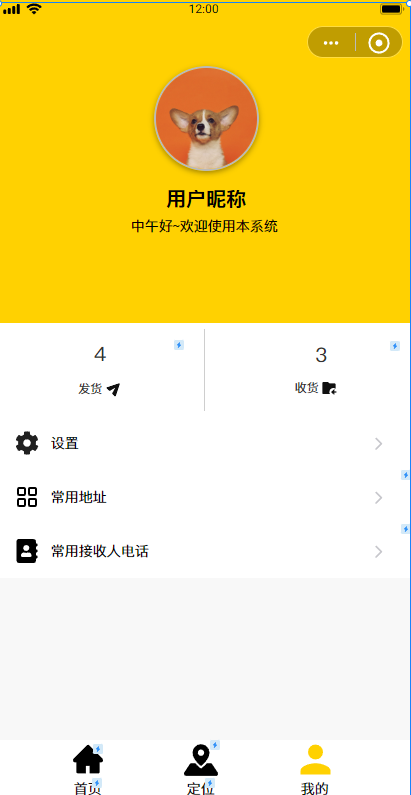 12:00
用户昵称
中午好~欢迎使用本系统
4
3
发货
收货
设置
常用地址
常用接收人电话
首页
定位
我的